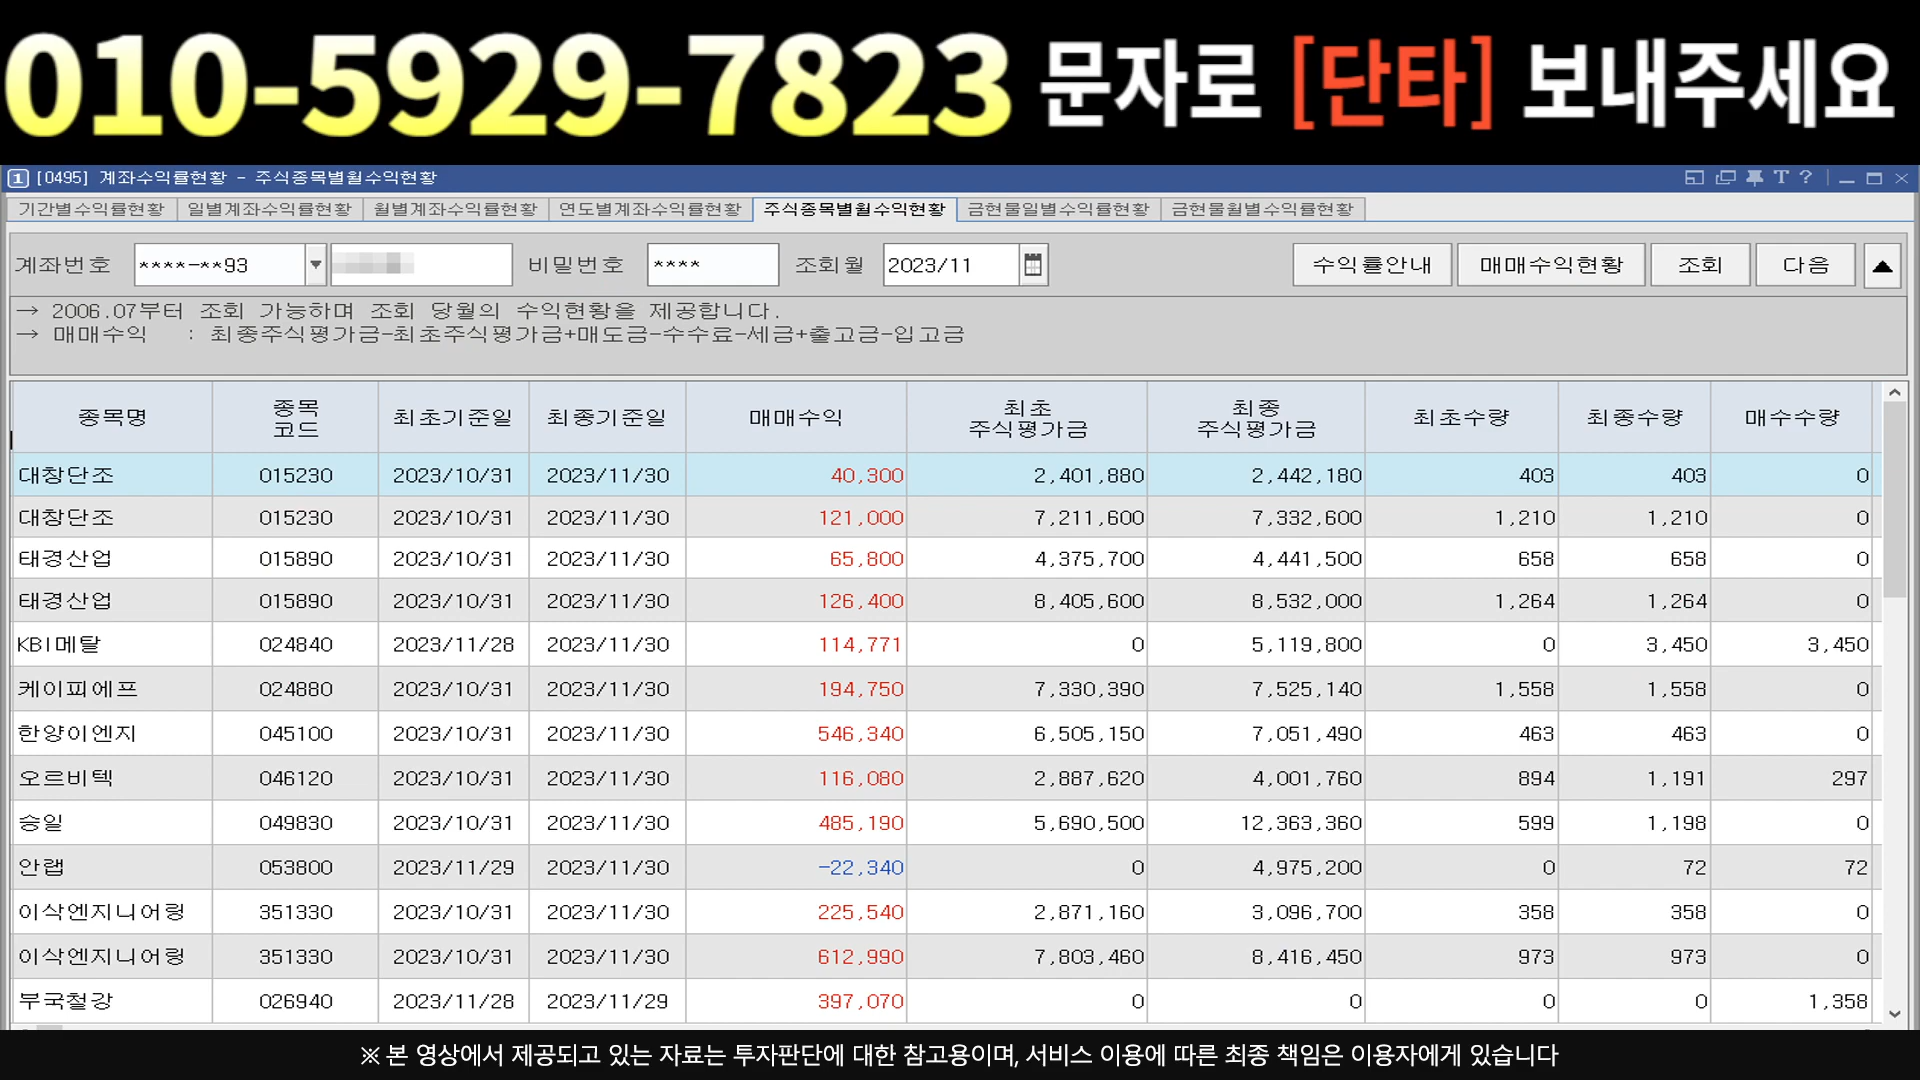 010-5929-7823 문자로 [단타] 보내주세요
1 [0495] 계좌수익률현황 - 주식종목별월수익현황
기간별수익률현황 일별계좌수익률현황 월별계좌수익률현황 연도별계좌수익률현황 주식종목별월수익현황 금현물일별수익률현황 금현물월별수익률현황
계좌번호 ****-**93 비밀번호 **** 조회월 2023/11 수익률안내 매매수익현황 조회 다음
→ 2006.07부터 조회 가능하며 조회 당월의 수익현황을 제공합니다.
→ 매매수익 : 최종주식평가금-최초주식평가금+매도금-수수료-세금+출고금-입고금
종목명 종목코드 최초기준일 최종기준일 매매수익 최초주식평가금 최종주식평가금 최초수량 최종수량 매수수량
대창단조 015230 2023/10/31 2023/11/30 40,300 2,401,880 2,442,180 403 403 0
대창단조 015230 2023/10/31 2023/11/30 121,000 7,211,600 7,332,600 1,210 1,210 0
태경산업 015890 2023/10/31 2023/11/30 65,800 4,375,700 4,441,500 658 658 0
태경산업 015890 2023/10/31 2023/11/30 126,400 8,405,600 8,532,000 1,264 1,264 0
KBI메탈 024840 2023/11/28 2023/11/30 114,771 0 5,119,800 0 3,450 3,450
케이피에프 024880 2023/10/31 2023/11/30 194,750 7,330,390 7,525,140 1,558 1,558 0
한양이엔지 045100 2023/10/31 2023/11/30 546,340 6,505,150 7,051,490 463 463 0
오르비텍 046120 2023/10/31 2023/11/30 116,080 2,887,620 4,001,760 894 1,191 297
승일 049830 2023/10/31 2023/11/30 485,190 5,690,500 12,363,360 599 1,198 0
안랩 053800 2023/11/29 2023/11/30 -22,340 0 4,975,200 0 72 72
이삭엔지니어링 351330 2023/10/31 2023/11/30 225,540 2,871,160 3,096,700 358 358 0
이삭엔지니어링 351330 2023/10/31 2023/11/30 612,990 7,803,460 8,416,450 973 973 0
부국철강 026940 2023/11/28 2023/11/29 397,070 0 0 0 0 1,358
※ 본 영상에서 제공되고 있는 자료는 투자판단에 대한 참고용이며, 서비스 이용에 따른 최종 책임은 이용자에게 있습니다